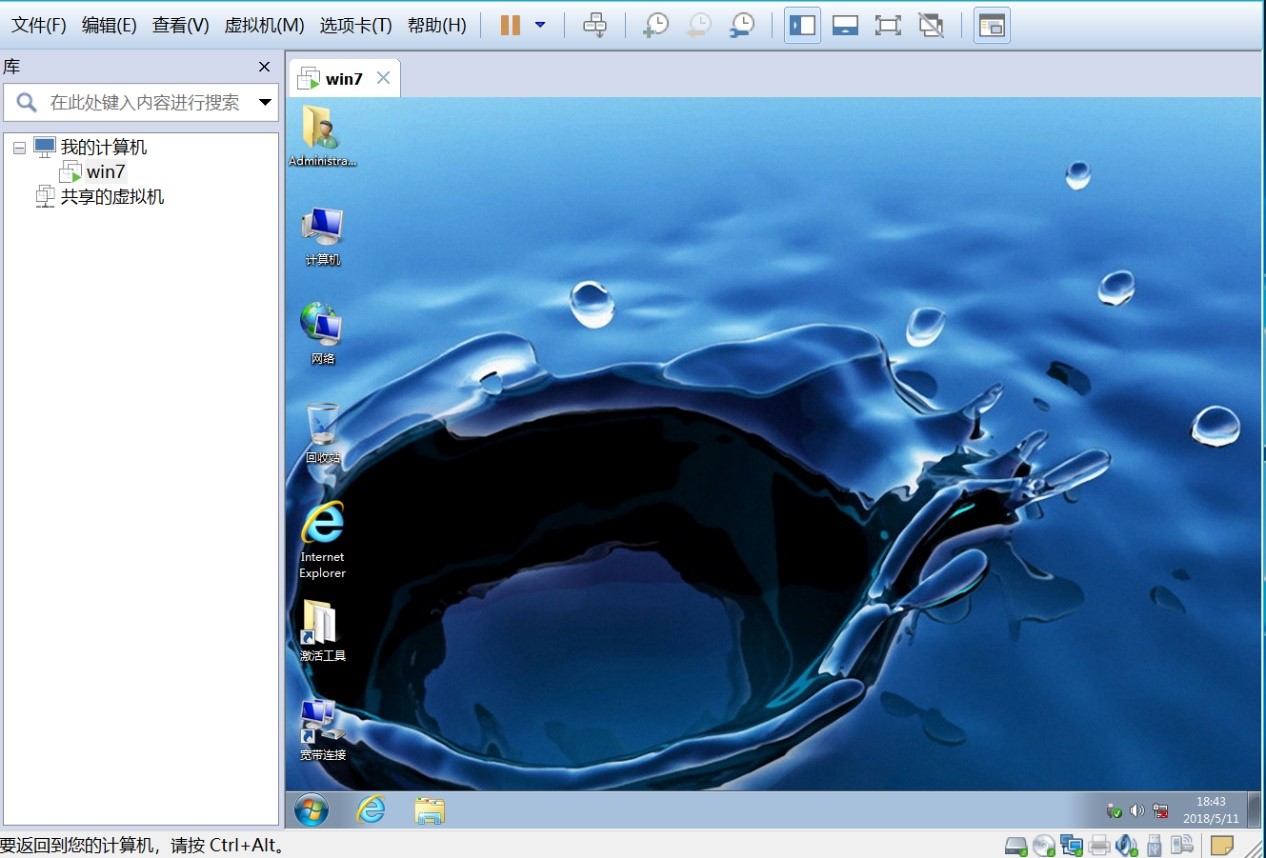 文件(F) 编辑(E) 查看(V) 虚拟机(M) 选项卡(T) 帮助(H)
库
在此处键入内容进行搜索
我的计算机
win7
共享的虚拟机
win7
Administra...
计算机
网络
回收站
Internet
Explorer
激活工具
宽带连接
18:43
2018/5/11
要返回到您的计算机，请按 Ctrl+Alt。